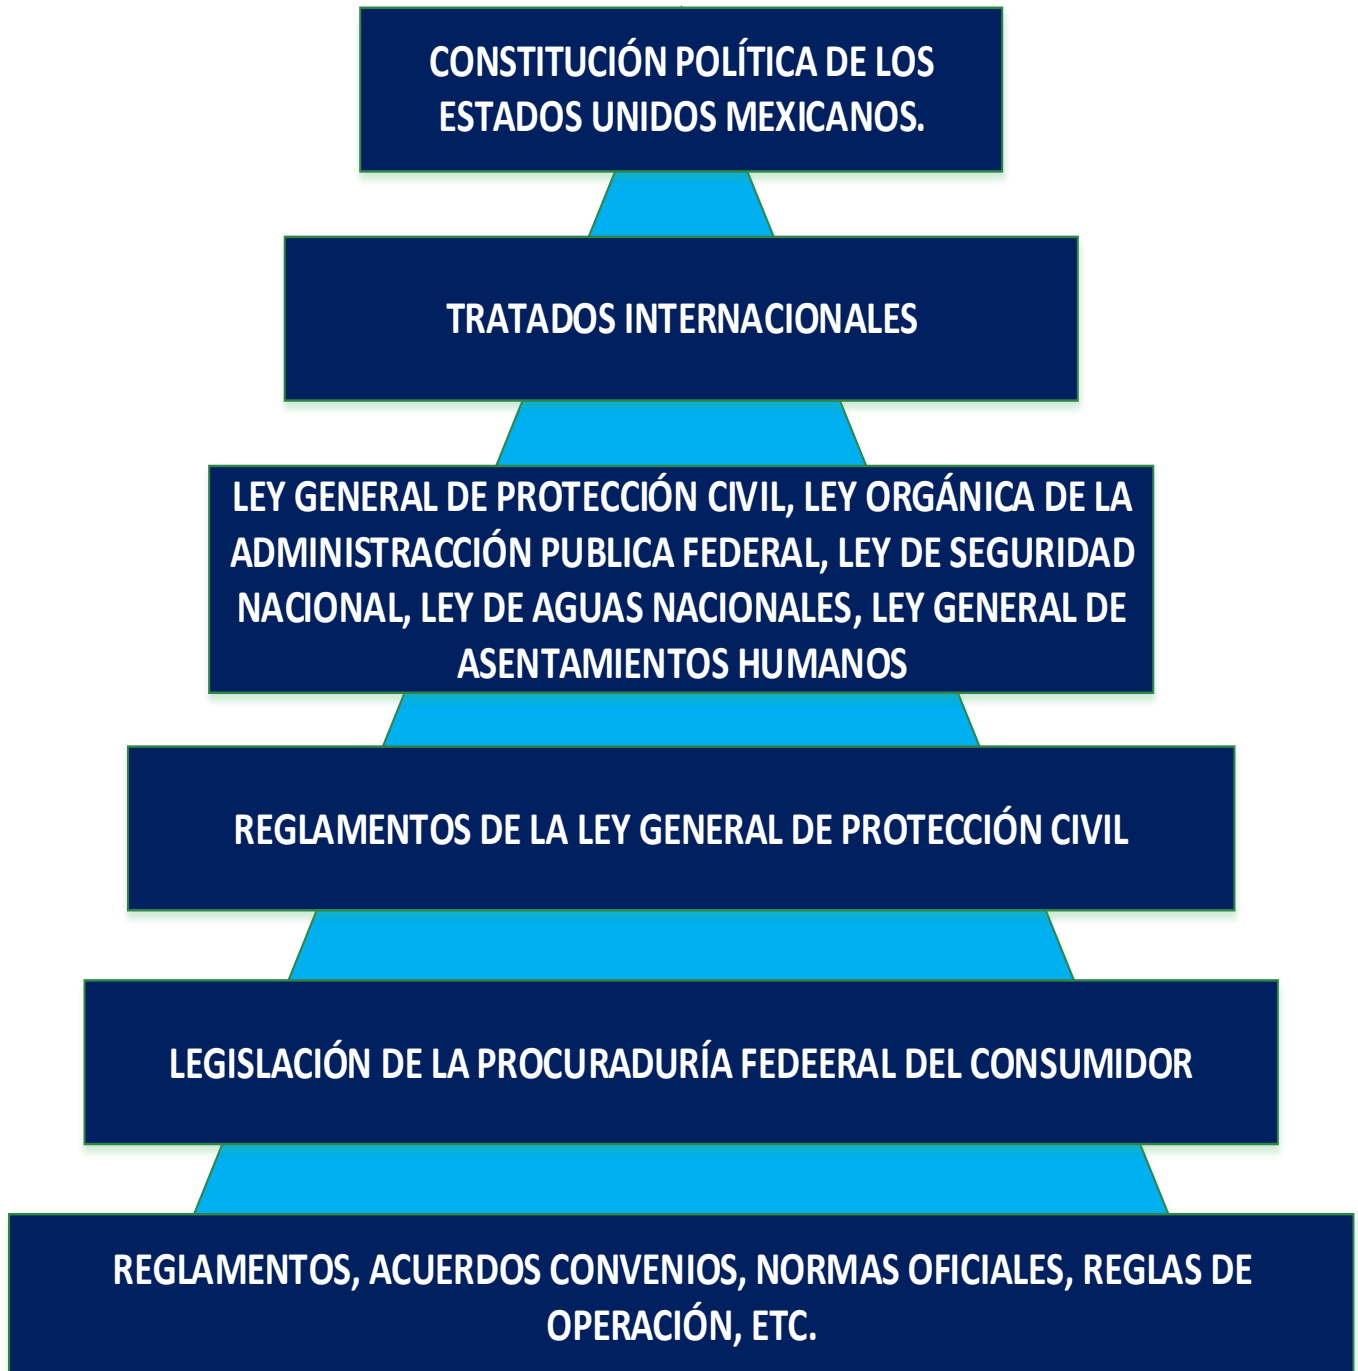 CONSTITUCIÓN POLÍTICA DE LOS
ESTADOS UNIDOS MEXICANOS.
TRATADOS INTERNACIONALES
LEY GENERAL DE PROTECCIÓN CIVIL, LEY ORGÁNICA DE LA
ADMINISTRACCIÓN PUBLICA FEDERAL, LEY DE SEGURIDAD
NACIONAL, LEY DE AGUAS NACIONALES, LEY GENERAL DE
ASENTAMIENTOS HUMANOS
REGLAMENTOS DE LA LEY GENERAL DE PROTECCIÓN CIVIL
LEGISLACIÓN DE LA PROCURADURÍA FEDEERAL DEL CONSUMIDOR
REGLAMENTOS, ACUERDOS CONVENIOS, NORMAS OFICIALES, REGLAS DE
OPERACIÓN, ETC.